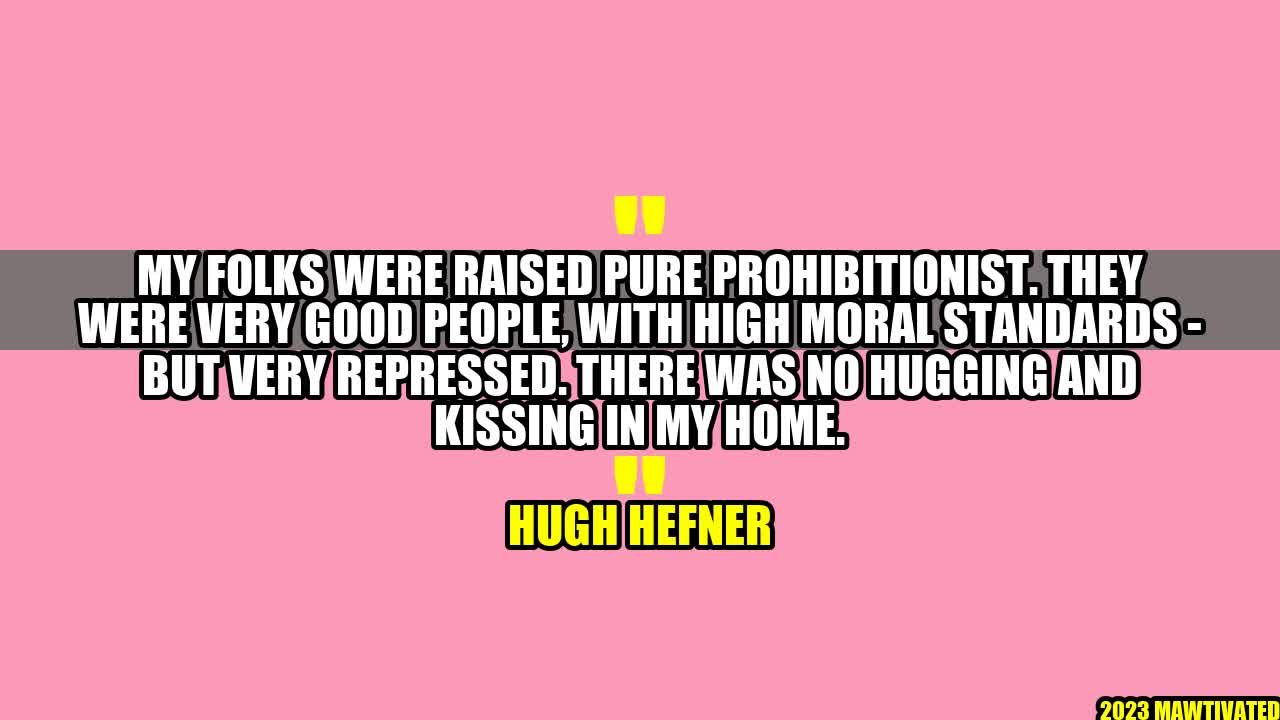 "
MY FOLKS WERE RAISED PURE PROHIBITIONIST. THEY
WERE VERY GOOD PEOPLE, WITH HIGH MORAL STANDARDS -
BUT VERY REPRESSED. THERE WAS NO HUGGING AND
KISSING IN MY HOME.
"
HUGH HEFNER
2023 MAWTIVATED